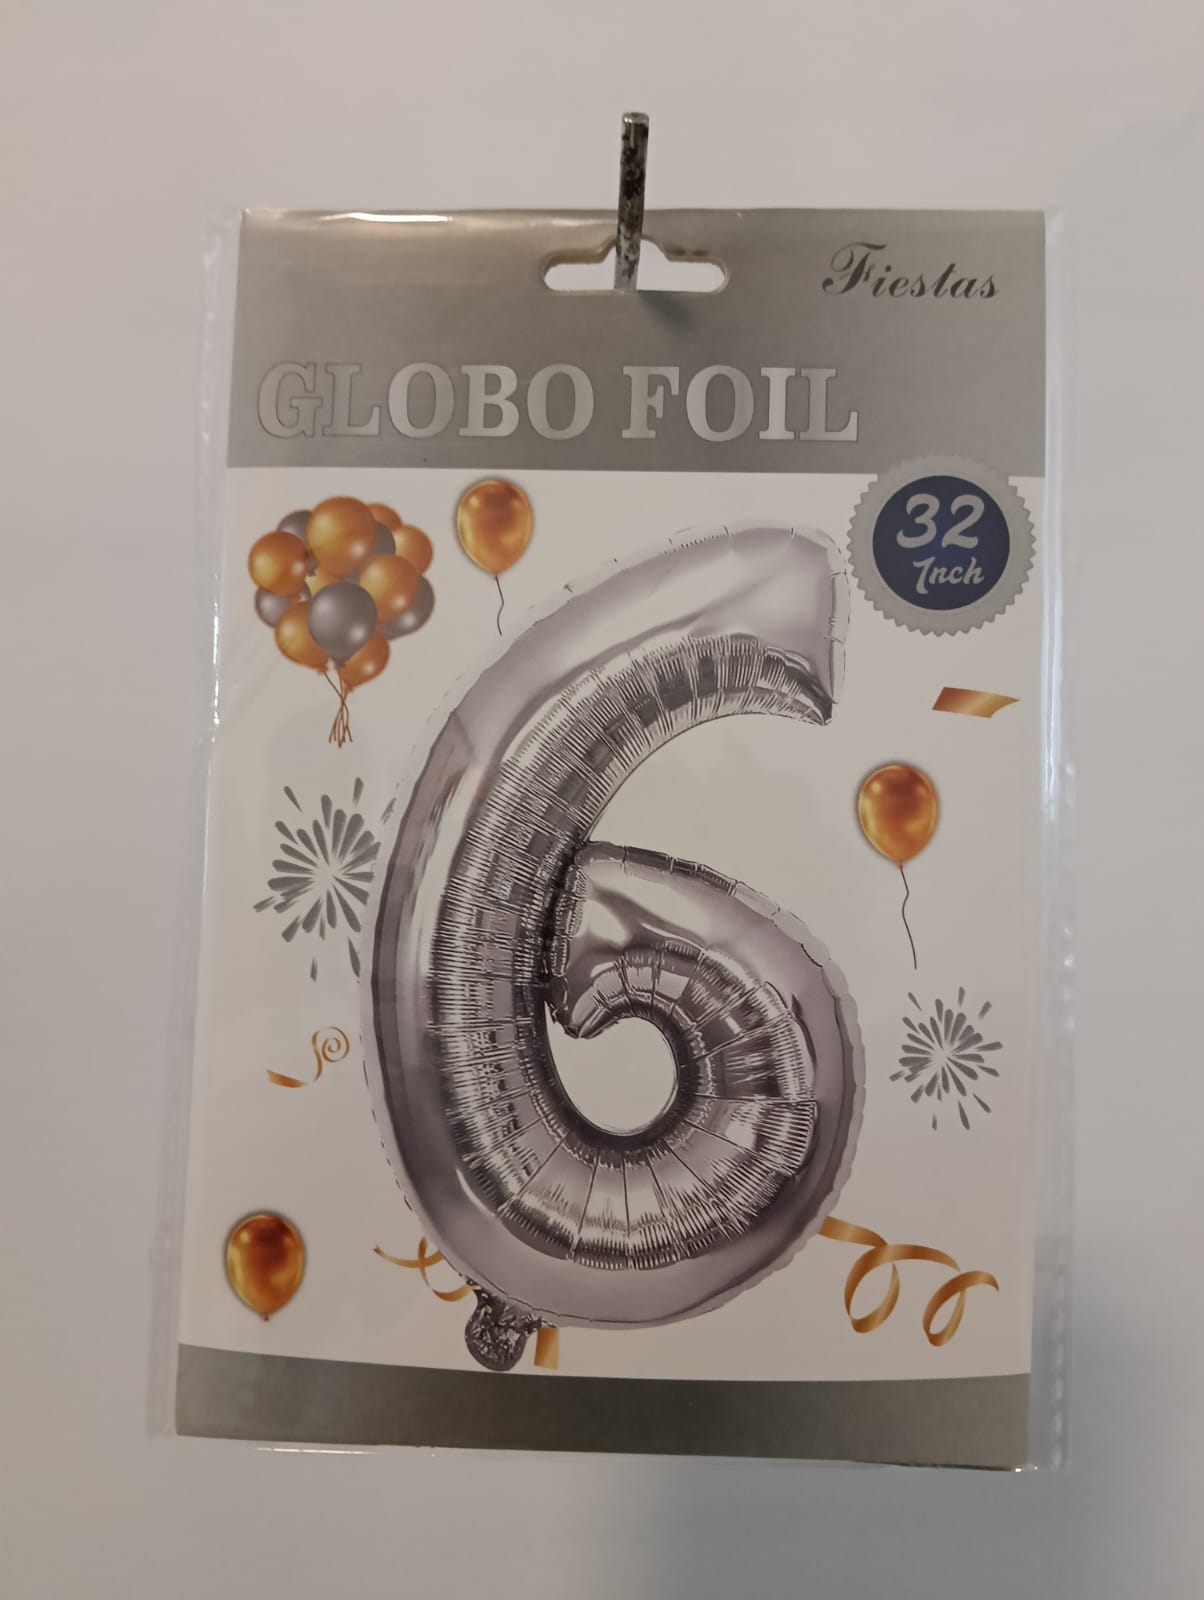 Fiestas
GLOBO FOIL
32
Inch
6